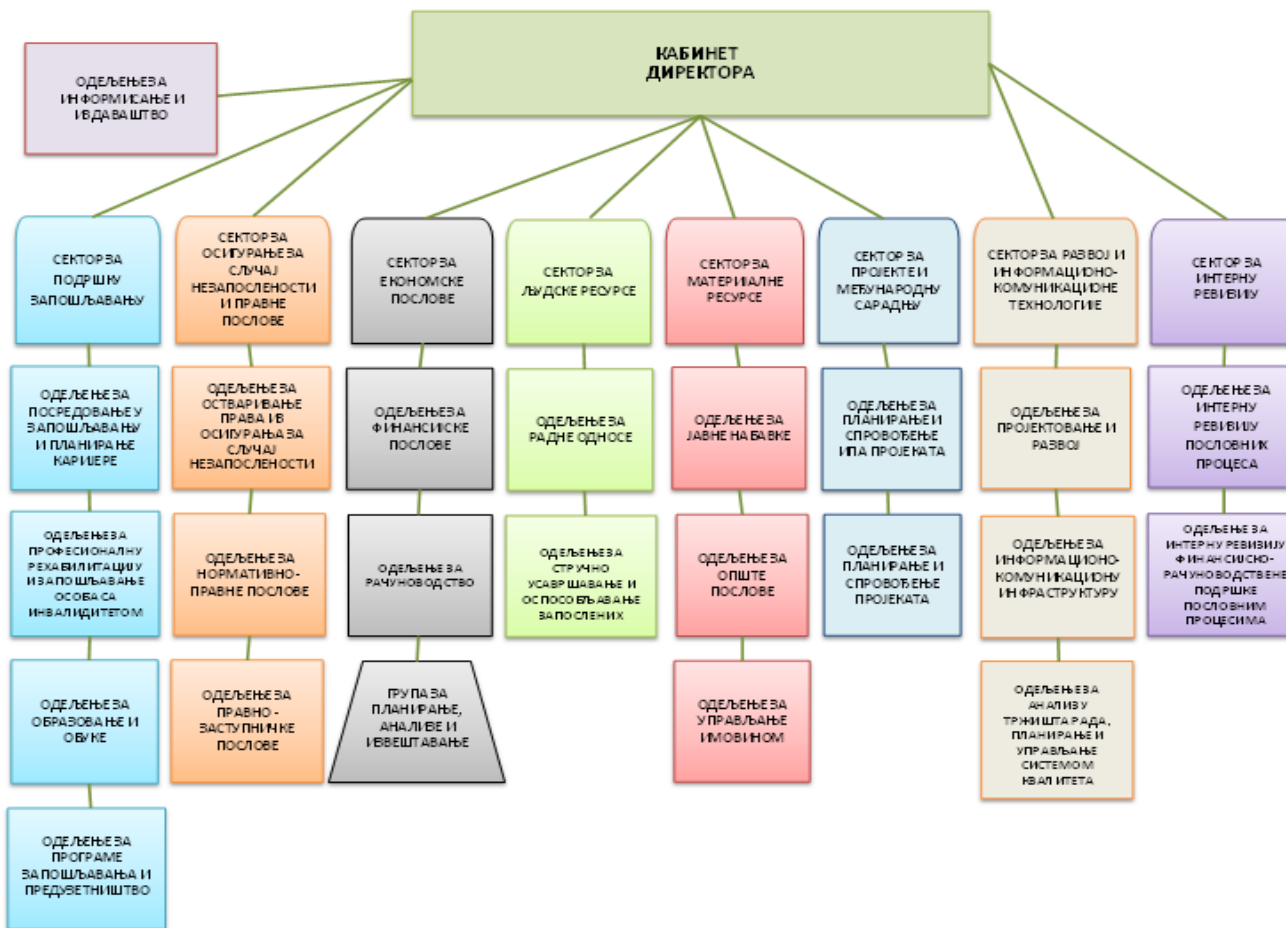 КАБИНЕТ
ДИРЕКТОРА
ОДЕЉЕЊЕ ЗА
ИНФОРМИСАЊЕ И
ИЗДАВАШТВО
СЕКТОР ЗА
ПОДРШКУ
ЗАПОШЉАВАЊУ
СЕКТОР ЗА
ОСИГУРАЊЕ ЗА
СЛУЧАЈ
НЕЗАПОСЛЕНОСТИ
И ПРАВНЕ
ПОСЛОВЕ
СЕКТОР ЗА
ЕКОНОМСКЕ
ПОСЛОВЕ
СЕКТОР ЗА
ЉУДСКЕ РЕСУРСЕ
СЕКТОР ЗА
МАТЕРИЈАЛНЕ
РЕСУРСЕ
СЕКТОР ЗА
ПРОЈЕКТЕ И
МЕЂУНАРОДНУ
САРАДЊУ
СЕКТОР ЗА РАЗВОЈ И
ИНФОРМАЦИОНО-
КОМУНИКАЦИОНЕ
ТЕХНОЛОГИЈЕ
СЕКТОР ЗА
ИНТЕРНУ
РЕВИЗИЈУ
ОДЕЉЕЊЕ ЗА
ПОСРЕДОВАЊЕ У
ЗАПОШЉАВАЊУ
И ПЛАНИРАЊЕ
КАРИЈЕРЕ
ОДЕЉЕЊЕ ЗА
ОСТВАРИВАЊЕ
ПРАВА ИЗ
ОСИГУРАЊА ЗА
СЛУЧАЈ
НЕЗАПОСЛЕНОСТИ
ОДЕЉЕЊЕ ЗА
ФИНАНСИЈСКЕ
ПОСЛОВЕ
ОДЕЉЕЊЕ ЗА
РАДНЕ ОДНОСЕ
ОДЕЉЕЊЕ ЗА
ЈАВНЕ НАБАВКЕ
ОДЕЉЕЊЕ ЗА
ПЛАНИРАЊЕ И
СПРОВОЂЕЊЕ
ИПА ПРОЈЕКАТА
ОДЕЉЕЊЕ ЗА
ПРОЈЕКТОВАЊЕ И
РАЗВОЈ
ОДЕЉЕЊЕ ЗА
ИНТЕРНУ
РЕВИЗИЈУ
ПОСЛОВНИХ
ПРОЦЕСА
ОДЕЉЕЊЕ ЗА
ПРОФЕСИОНАЛНУ
РЕХАБИЛИТАЦИЈУ
И ЗАПОШЉАВАЊЕ
ОСОБА СА
ИНВАЛИДИТЕТОМ
ОДЕЉЕЊЕ ЗА
НОРМАТИВНО-
ПРАВНЕ ПОСЛОВЕ
ОДЕЉЕЊЕ ЗА
РАЧУНОВОДСТВО
ОДЕЉЕЊЕ ЗА
СТРУЧНО
УСАВРШАВАЊЕ И
ОСПОСОБЉАВАЊЕ
ЗАПОСЛЕНИХ
ОДЕЉЕЊЕ ЗА
ОПШТЕ
ПОСЛОВЕ
ОДЕЉЕЊЕ ЗА
ПЛАНИРАЊЕ И
СПРОВОЂЕЊЕ
ПРОЈЕКАТА
ОДЕЉЕЊЕ ЗА
ИНФОРМАЦИОНО-
КОМУНИКАЦИОНУ
ИНФРАСТРУКТУРУ
ОДЕЉЕЊЕ ЗА
ИНТЕРНУ РЕВИЗИЈУ
ФИНАНСИЈСКО-
РАЧУНОВОДСТВЕНЕ
ПОДРШКЕ
ПОСЛОВНИМ
ПРОЦЕСИМА
ОДЕЉЕЊЕ ЗА
ОБРАЗОВАЊЕ И
ОБУКЕ
ОДЕЉЕЊЕ ЗА
ПРАВНО -
ЗАСТУПНИЧКЕ
ПОСЛОВЕ
ГРУПА ЗА
ПЛАНИРАЊЕ,
АНАЛИЗЕ И
ИЗВЕШТАВАЊЕ
ОДЕЉЕЊЕ ЗА
УПРАВЉАЊЕ
ИМОВИНОМ
ОДЕЉЕЊЕ ЗА
АНАЛИЗУ
ТРЖИШТА РАДА,
ПЛАНИРАЊЕ И
УПРАВЉАЊЕ
СИСТЕМОМ
КВАЛИТЕТА
ОДЕЉЕЊЕ ЗА
ПРОГРАМЕ
ЗАПОШЉАВАЊА И
ПРЕДУЗЕТНИШТВО